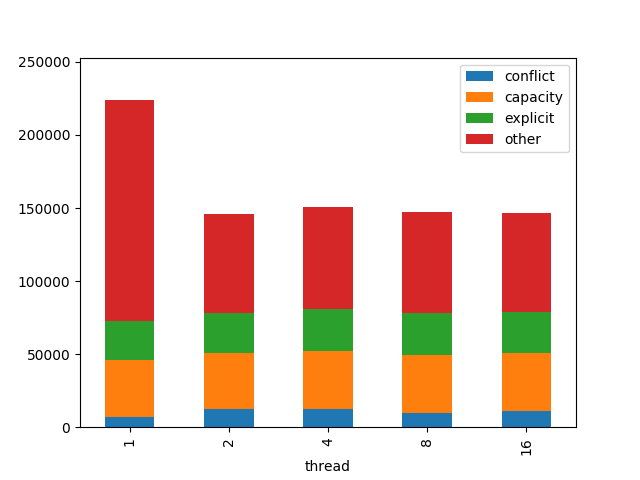 250000
200000
150000
100000
50000
0
conflict
capacity
explicit
other
1
2
4
8
16
thread